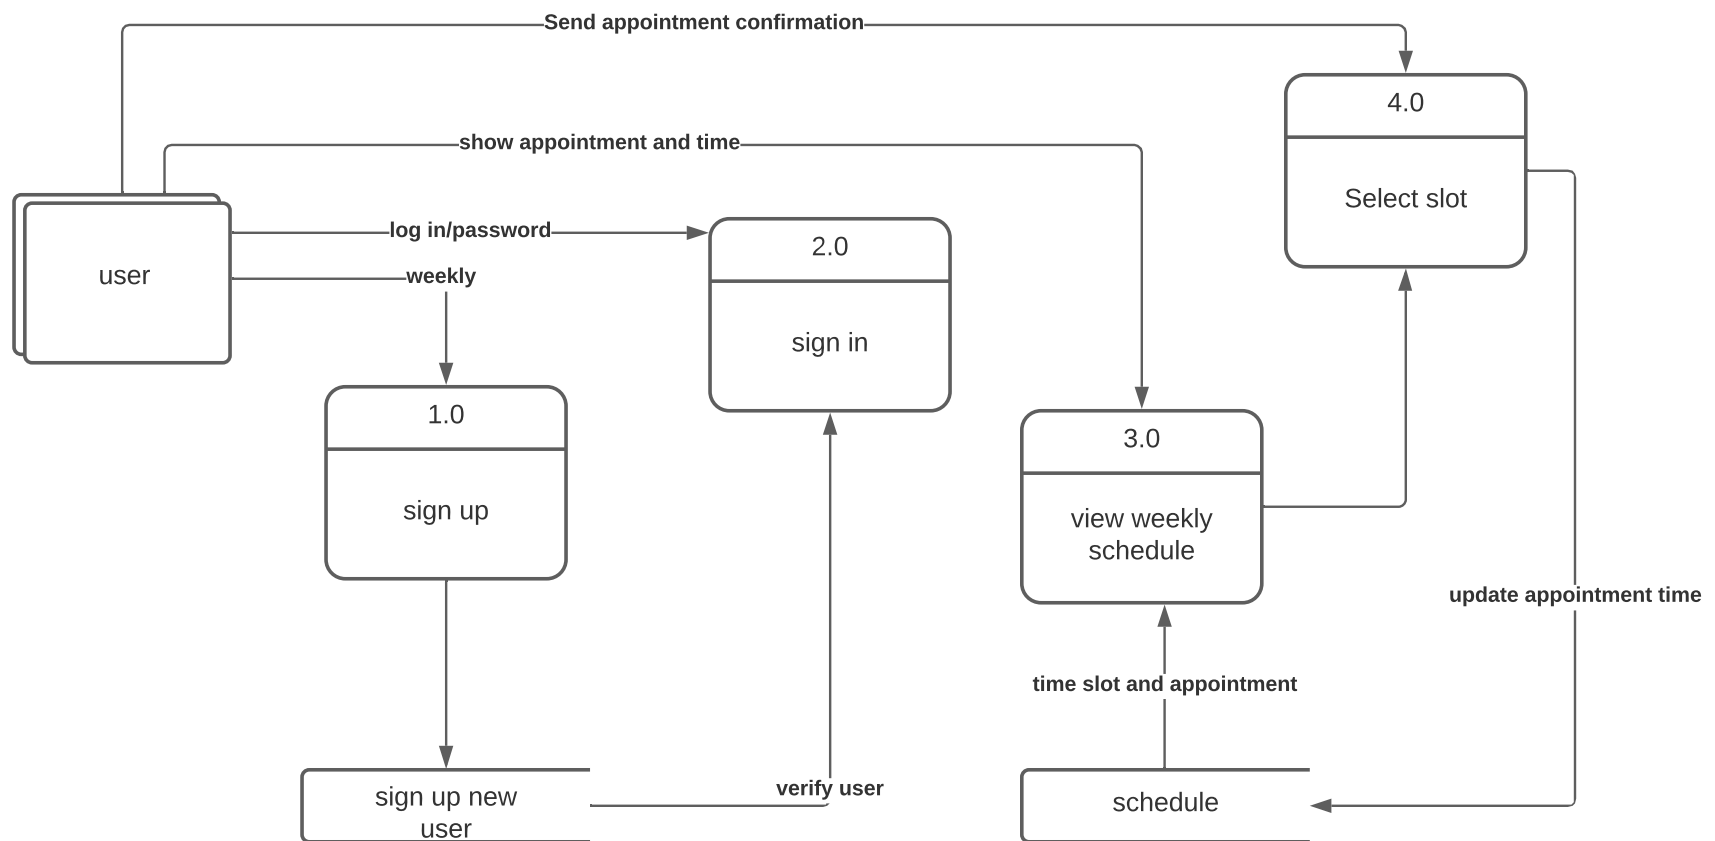 Send appointment confirmation
4.0
show appointment and time
Select slot
log in/password
2.0
user
weekly
sign in
1.0
3.0
sign up
view weekly
schedule
update appointment time
time slot and appointment
verify user
sign up new
user
schedule